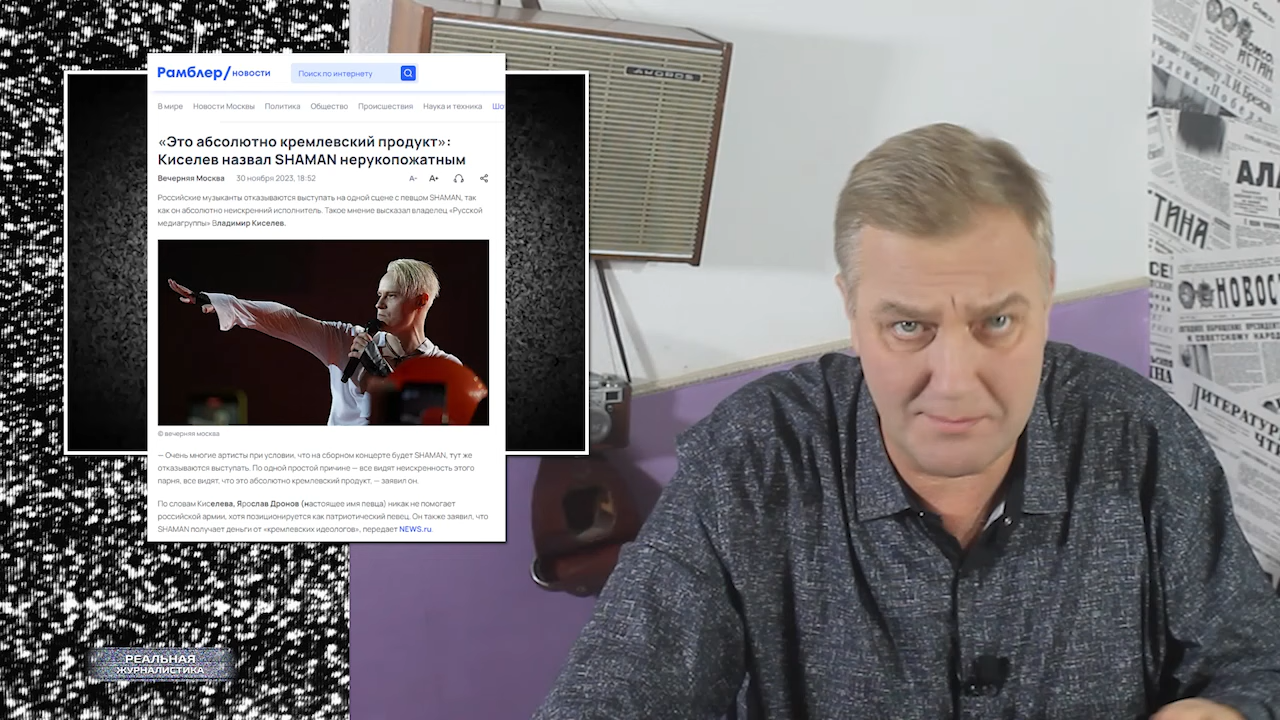 Рамблер/новости
Поиск по интернету
В мире Новости Москвы Политика Общество Происшествия Наука и техника Шо
«Это абсолютно кремлевский продукт»:
Киселев назвал SHAMAN нерукопожатным
Вечерняя Москва 30 ноября 2023, 18:52
A- A+
Российские музыканты отказываются выступать на одной сцене с певцом SHAMAN, так
как он абсолютно неискренний исполнитель. Такое мнение высказал владелец «Русской
медиагруппы» Владимир Киселев.
© вечерняя москва
— Очень многие артисты при условии, что на сборном концерте будет SHAMAN, тут же
отказываются выступать. По одной простой причине — все видят неискренность этого
парня, все видят, что это абсолютно кремлевский продукт, — заявил он.
По словам Киселева, Ярослав Дронов (настоящее имя певца) никак не помогает
российской армии, хотя позиционируется как патриотический певец. Он также заявил, что
SHAMAN получает деньги от «кремлевских идеологов», передает NEWS.ru
РЕАЛЬНАЯ
ЖУРНАЛИСТИКА
АЛА
ТИНА
НОВОС
ЛИТЕРАТУР
ЧТ